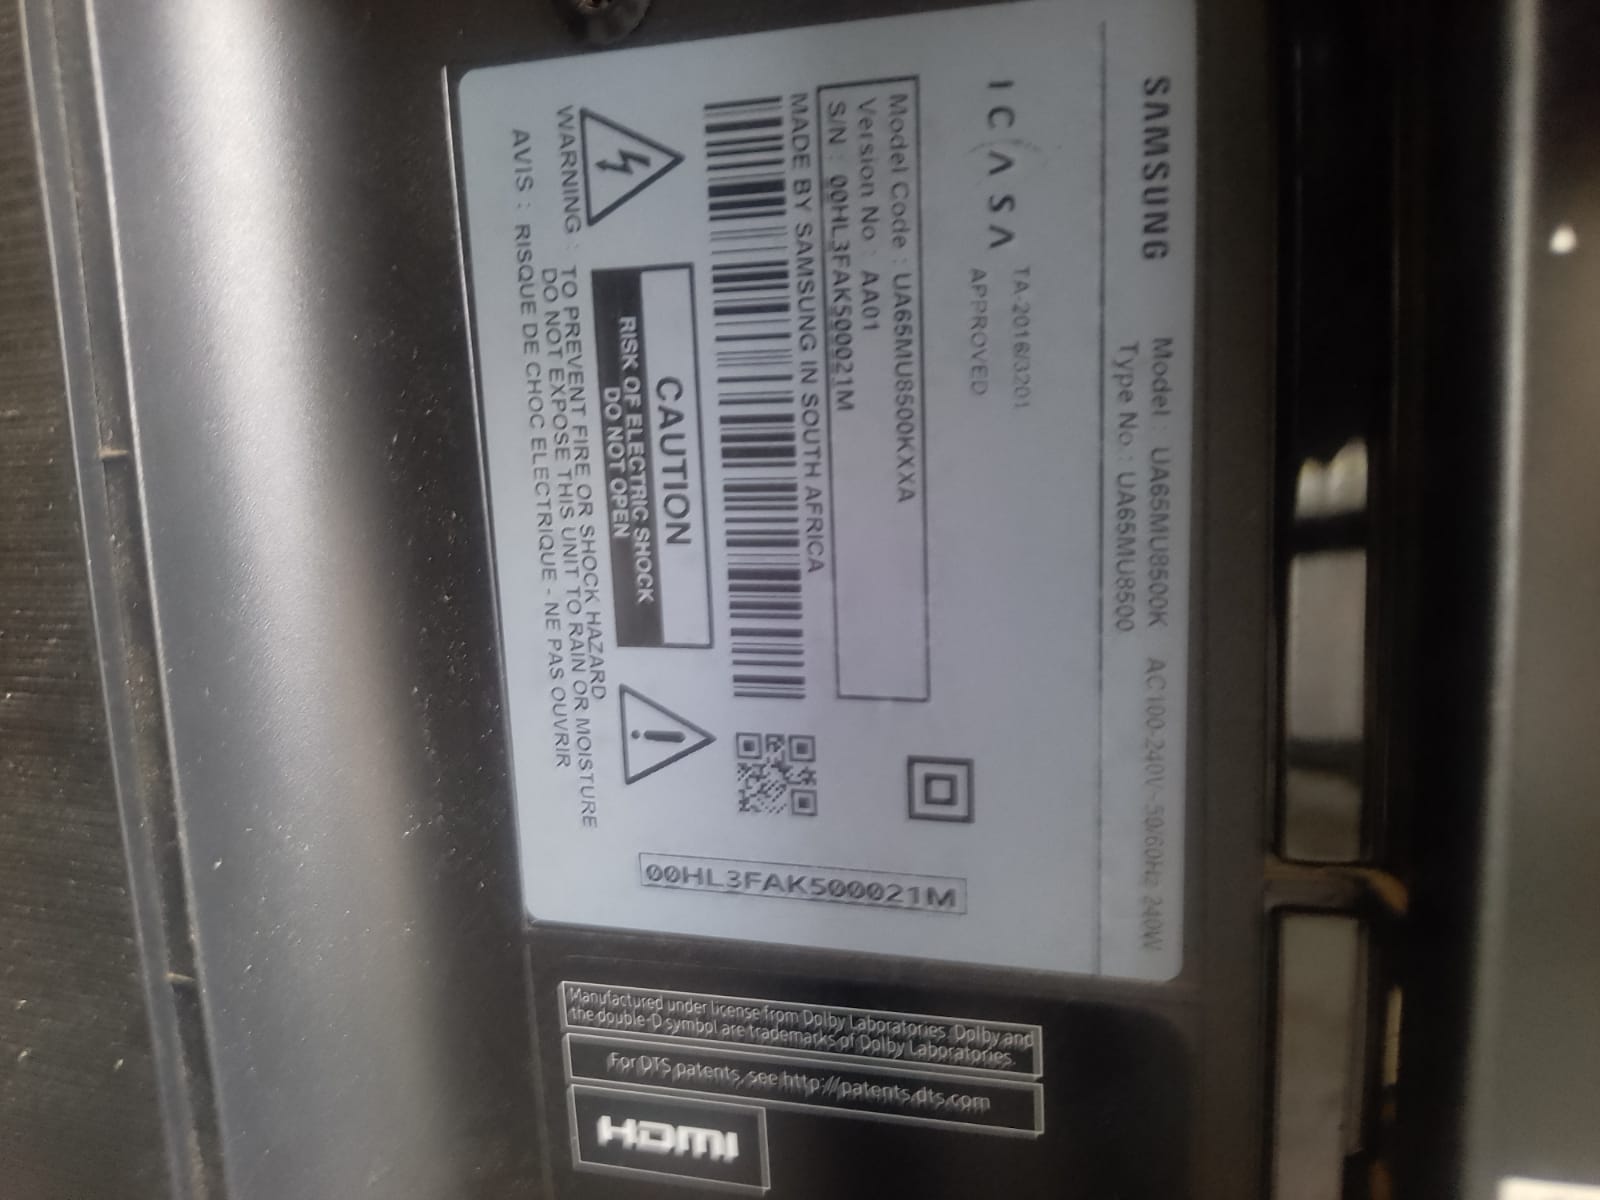 SAMSUNG
Model : UA65MU8500K AC100-240V~50/60Hz 240W
Type No.: UA65MU8500
ICASA
TA-2016/3201
APPROVED
Model Code : UA65MU8500KXXA
Version No : AA01
S/N : 00HL3FAK500021M
MADE BY SAMSUNG IN SOUTH AFRICA
00HL3FAK500021M
CAUTION
RISK OF ELECTRIC SHOCK
DO NOT OPEN
WARNING : TO PREVENT FIRE OR SHOCK HAZARD
DO NOT EXPOSE THIS UNIT TO RAIN OR MOISTURE
AVIS : RISQUE DE CHOC ELECTRIQUE - NE PAS OUVRIR
Manufactured under license from Dolby Laboratories. Dolby and
the double-D symbol are trademarks of Dolby Laboratories.
For DTS patents, see http://patents.dts.com
HDMI